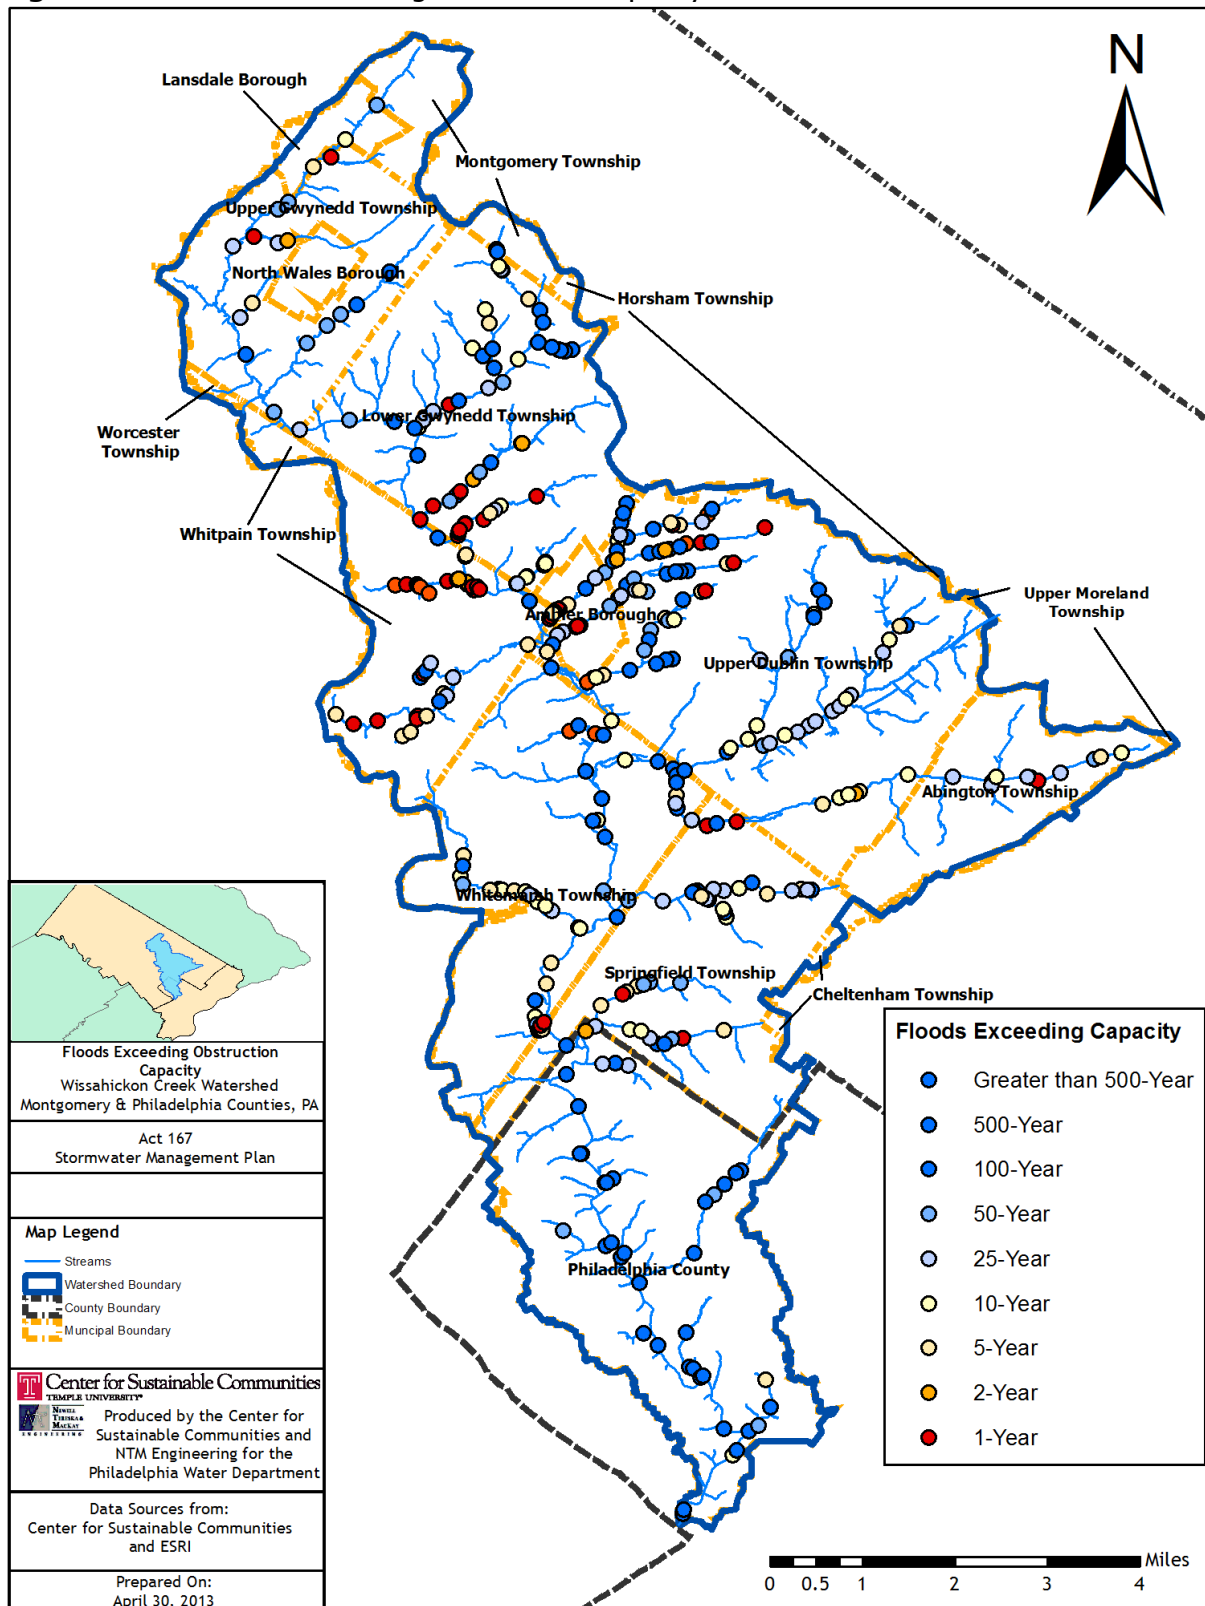 N
Lansdale Borough
Montgomery Township
Upper Gwynedd Township
North Wales Borough
Horsham Township
Lower Gwynedd Township
Worcester
Township
Whitpain Township
Upper Moreland
Township
Ambler Borough
Upper Dublin Township
Abington Township
Whitemarsh Township
Springfield Township
Cheltenham Township
Philadelphia County
Floods Exceeding Obstruction
Capacity
Wissahickon Creek Watershed
Montgomery & Philadelphia Counties, PA
Act 167
Stormwater Management Plan
Map Legend
Streams
Watershed Boundary
County Boundary
Muncipal Boundary
Center for Sustainable Communities
TEMPLE UNIVERSITY®
NEWELL
TERESKA &
MACKAY
ENGINEERING
Produced by the Center for
Sustainable Communities and
NTM Engineering for the
Philadelphia Water Department
Data Sources from:
Center for Sustainable Communities
and ESRI
Prepared On:
April 30, 2013
Floods Exceeding Capacity
Greater than 500-Year
500-Year
100-Year
50-Year
25-Year
10-Year
5-Year
2-Year
1-Year
Miles
0 0.5 1 2 3 4